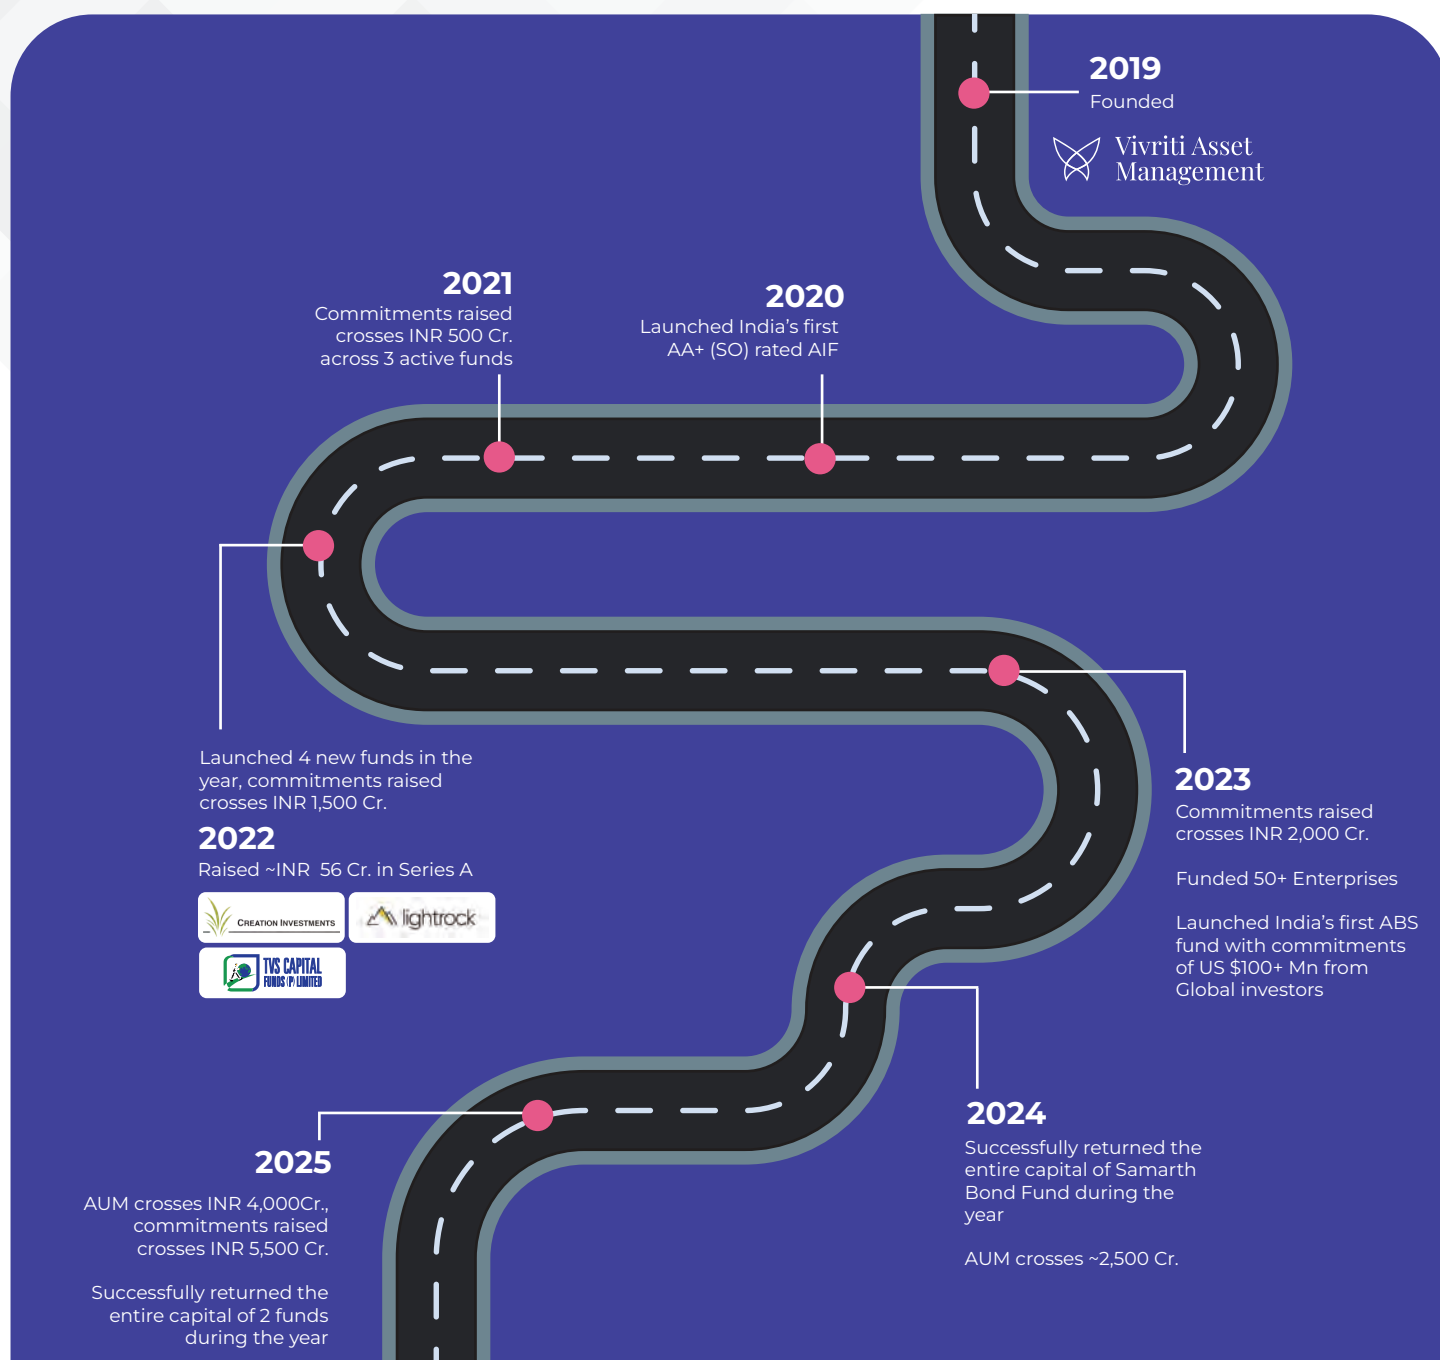 2019
Founded
Vivriti Asset
Management
2020
Launched India's first
AA+ (SO) rated AIF
2021
Commitments raised
crosses INR 500 Cr.
across 3 active funds
Launched 4 new funds in the
year, commitments raised
crosses INR 1,500 Cr.
2022
Raised ~INR  56 Cr. in Series A
CREATION INVESTMENTS
lightrock
TVS CAPITAL
FUNDS (P) LIMITED
2023
Commitments raised
crosses INR 2,000 Cr.
Funded 50+ Enterprises
Launched India's first ABS
fund with commitments
of US $100+ Mn from
Global investors
2024
Successfully returned the
entire capital of Samarth
Bond Fund during the
year
AUM crosses ~2,500 Cr.
2025
AUM crosses INR 4,000Cr.,
commitments raised
crosses INR 5,500 Cr.
Successfully returned the
entire capital of 2 funds
during the year